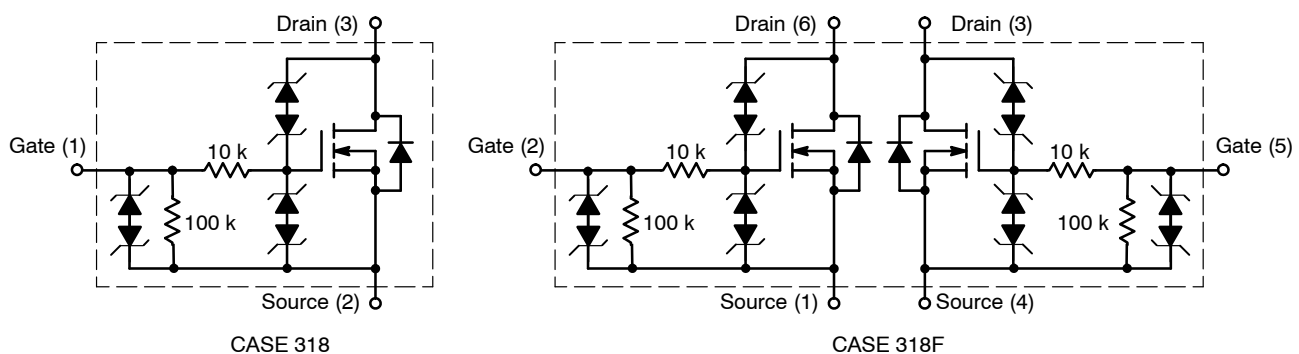 Drain (3)
Gate (1)
10 k
100 k
Source (2)
CASE 318
Drain (6)
Drain (3)
Gate (2)
10 k
10 k
Gate (5)
100 k
100 k
Source (1)
Source (4)
CASE 318F